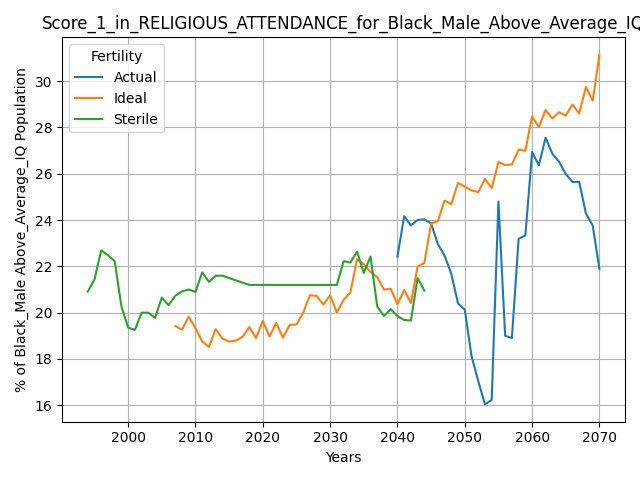 Score_1_in_RELIGIOUS_ATTENDANCE_for_Black_Male_Above_Average_IQ
% of Black_Male Above_Average_IQ Population
Fertility
Actual
Ideal
Sterile
30
28
26
24
22
20
18
16
2000 2010 2020 2030 2040 2050 2060 2070
Years